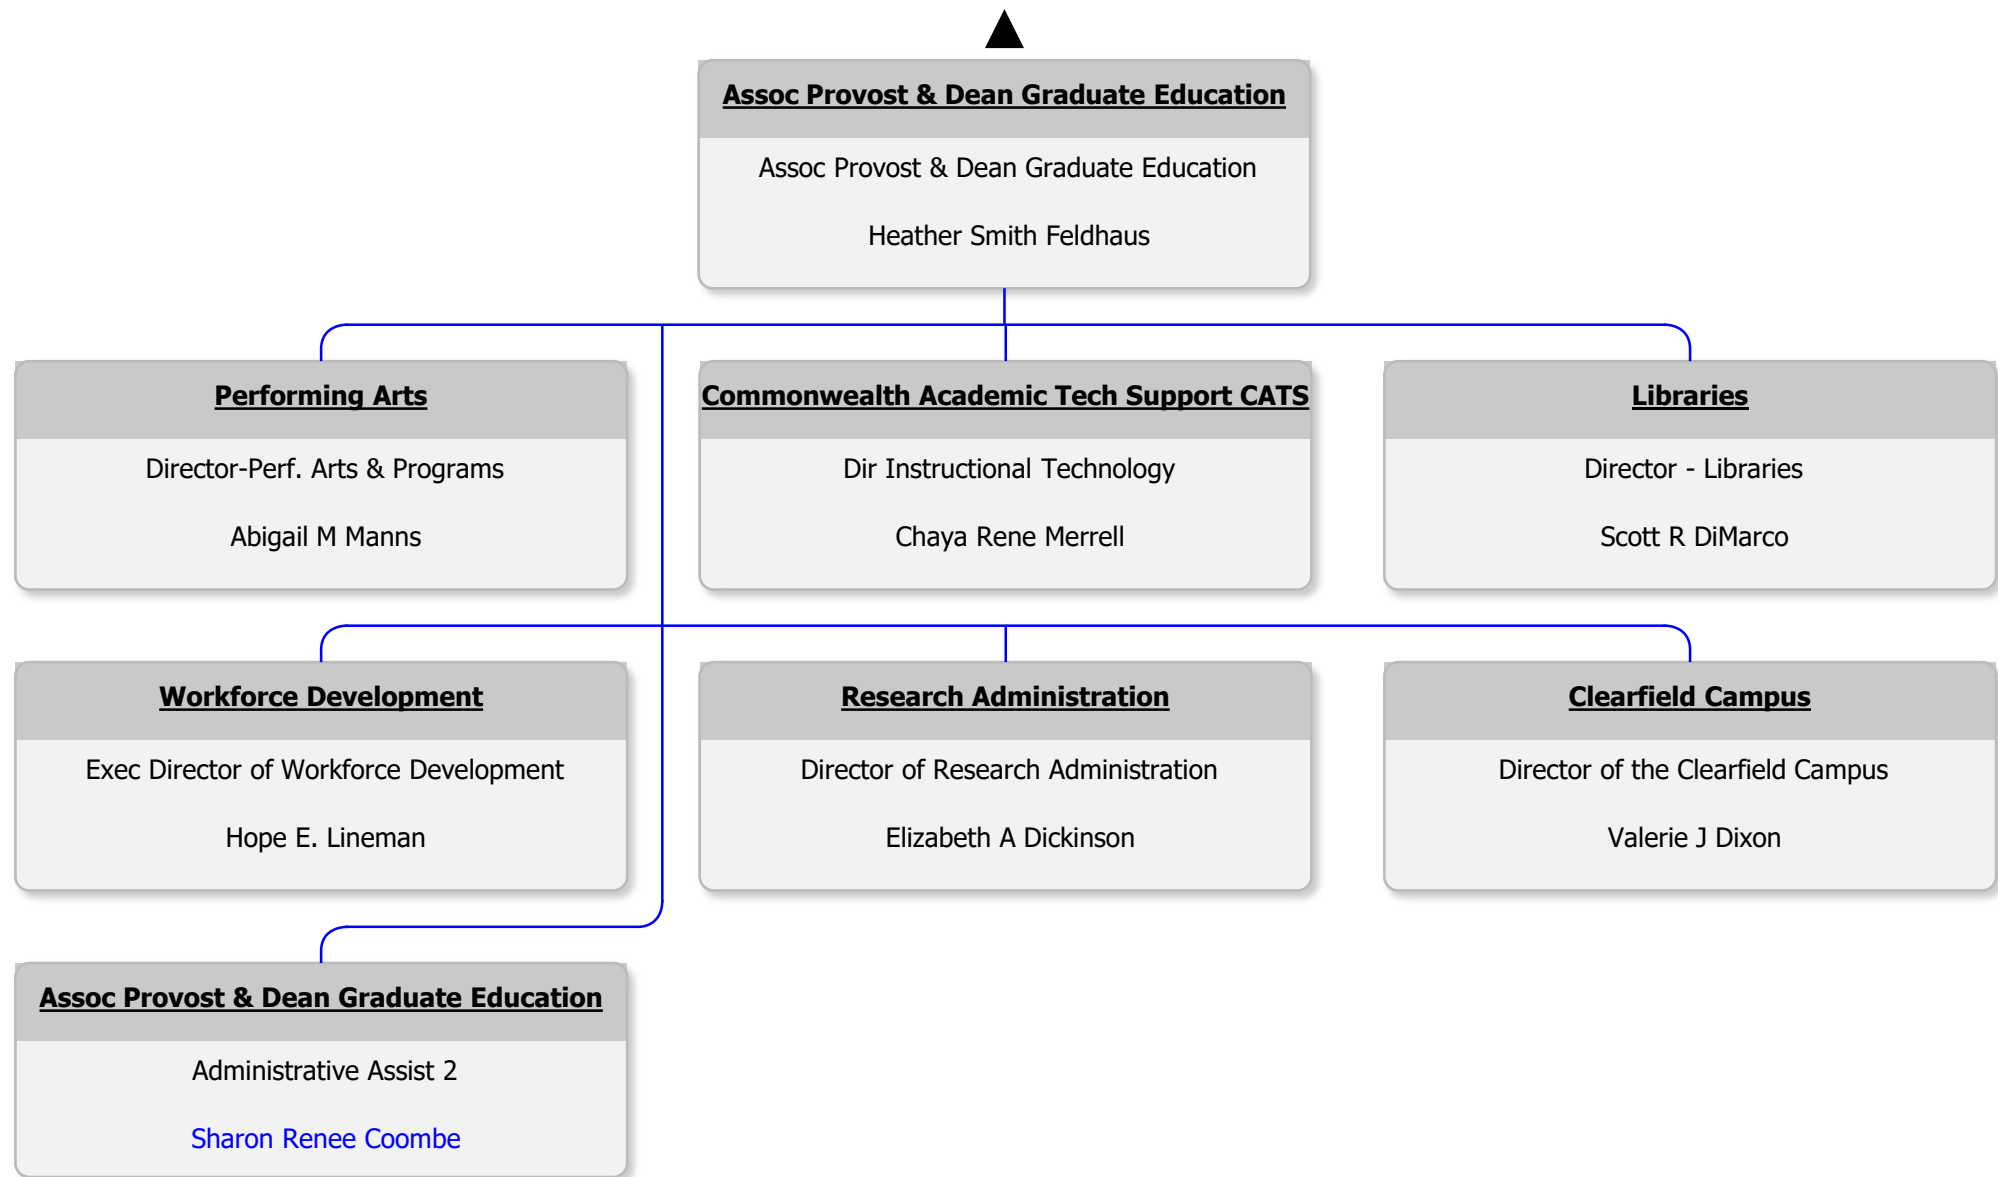 Assoc Provost & Dean Graduate Education
Assoc Provost & Dean Graduate Education
Heather Smith Feldhaus
Performing Arts
Director-Perf. Arts & Programs
Abigail M Manns
Commonwealth Academic Tech Support CATS
Dir Instructional Technology
Chaya Rene Merrell
Libraries
Director - Libraries
Scott R DiMarco
Workforce Development
Exec Director of Workforce Development
Hope E. Lineman
Research Administration
Director of Research Administration
Elizabeth A Dickinson
Clearfield Campus
Director of the Clearfield Campus
Valerie J Dixon
Assoc Provost & Dean Graduate Education
Administrative Assist 2
Sharon Renee Coombe